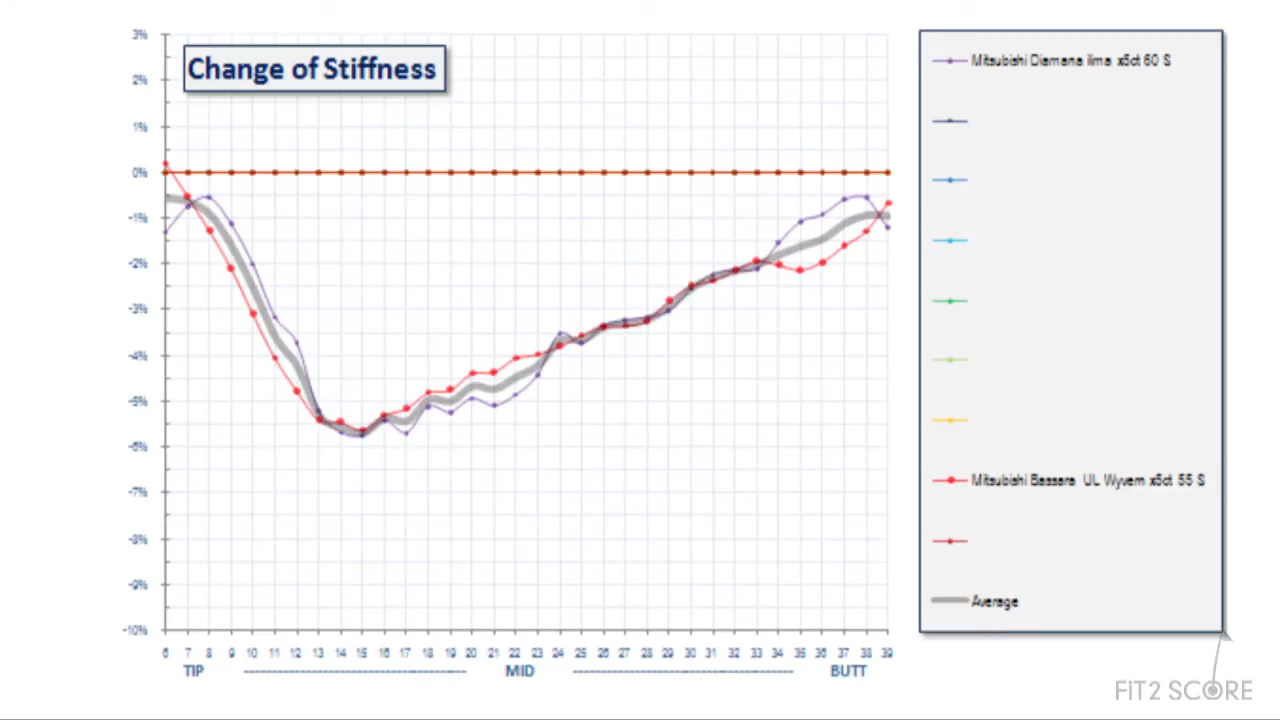 Change of Stiffness
3%
2%
1%
0%
-1%
-2%
-3%
-4%
-5%
-6%
-7%
-8%
-9%
-10%
6 7 8 9 10 11 12 13 14 15 16 17 18 19 20 21 22 23 24 25 26 27 28 29 30 31 32 33 34 35 36 37 38 39
TIP MID BUTT
Mitsubishi Diamana ilima x5ct 60 S
Mitsubishi Bassara UL Wyvern x5ct 55 S
Average
FIT2 SCORE